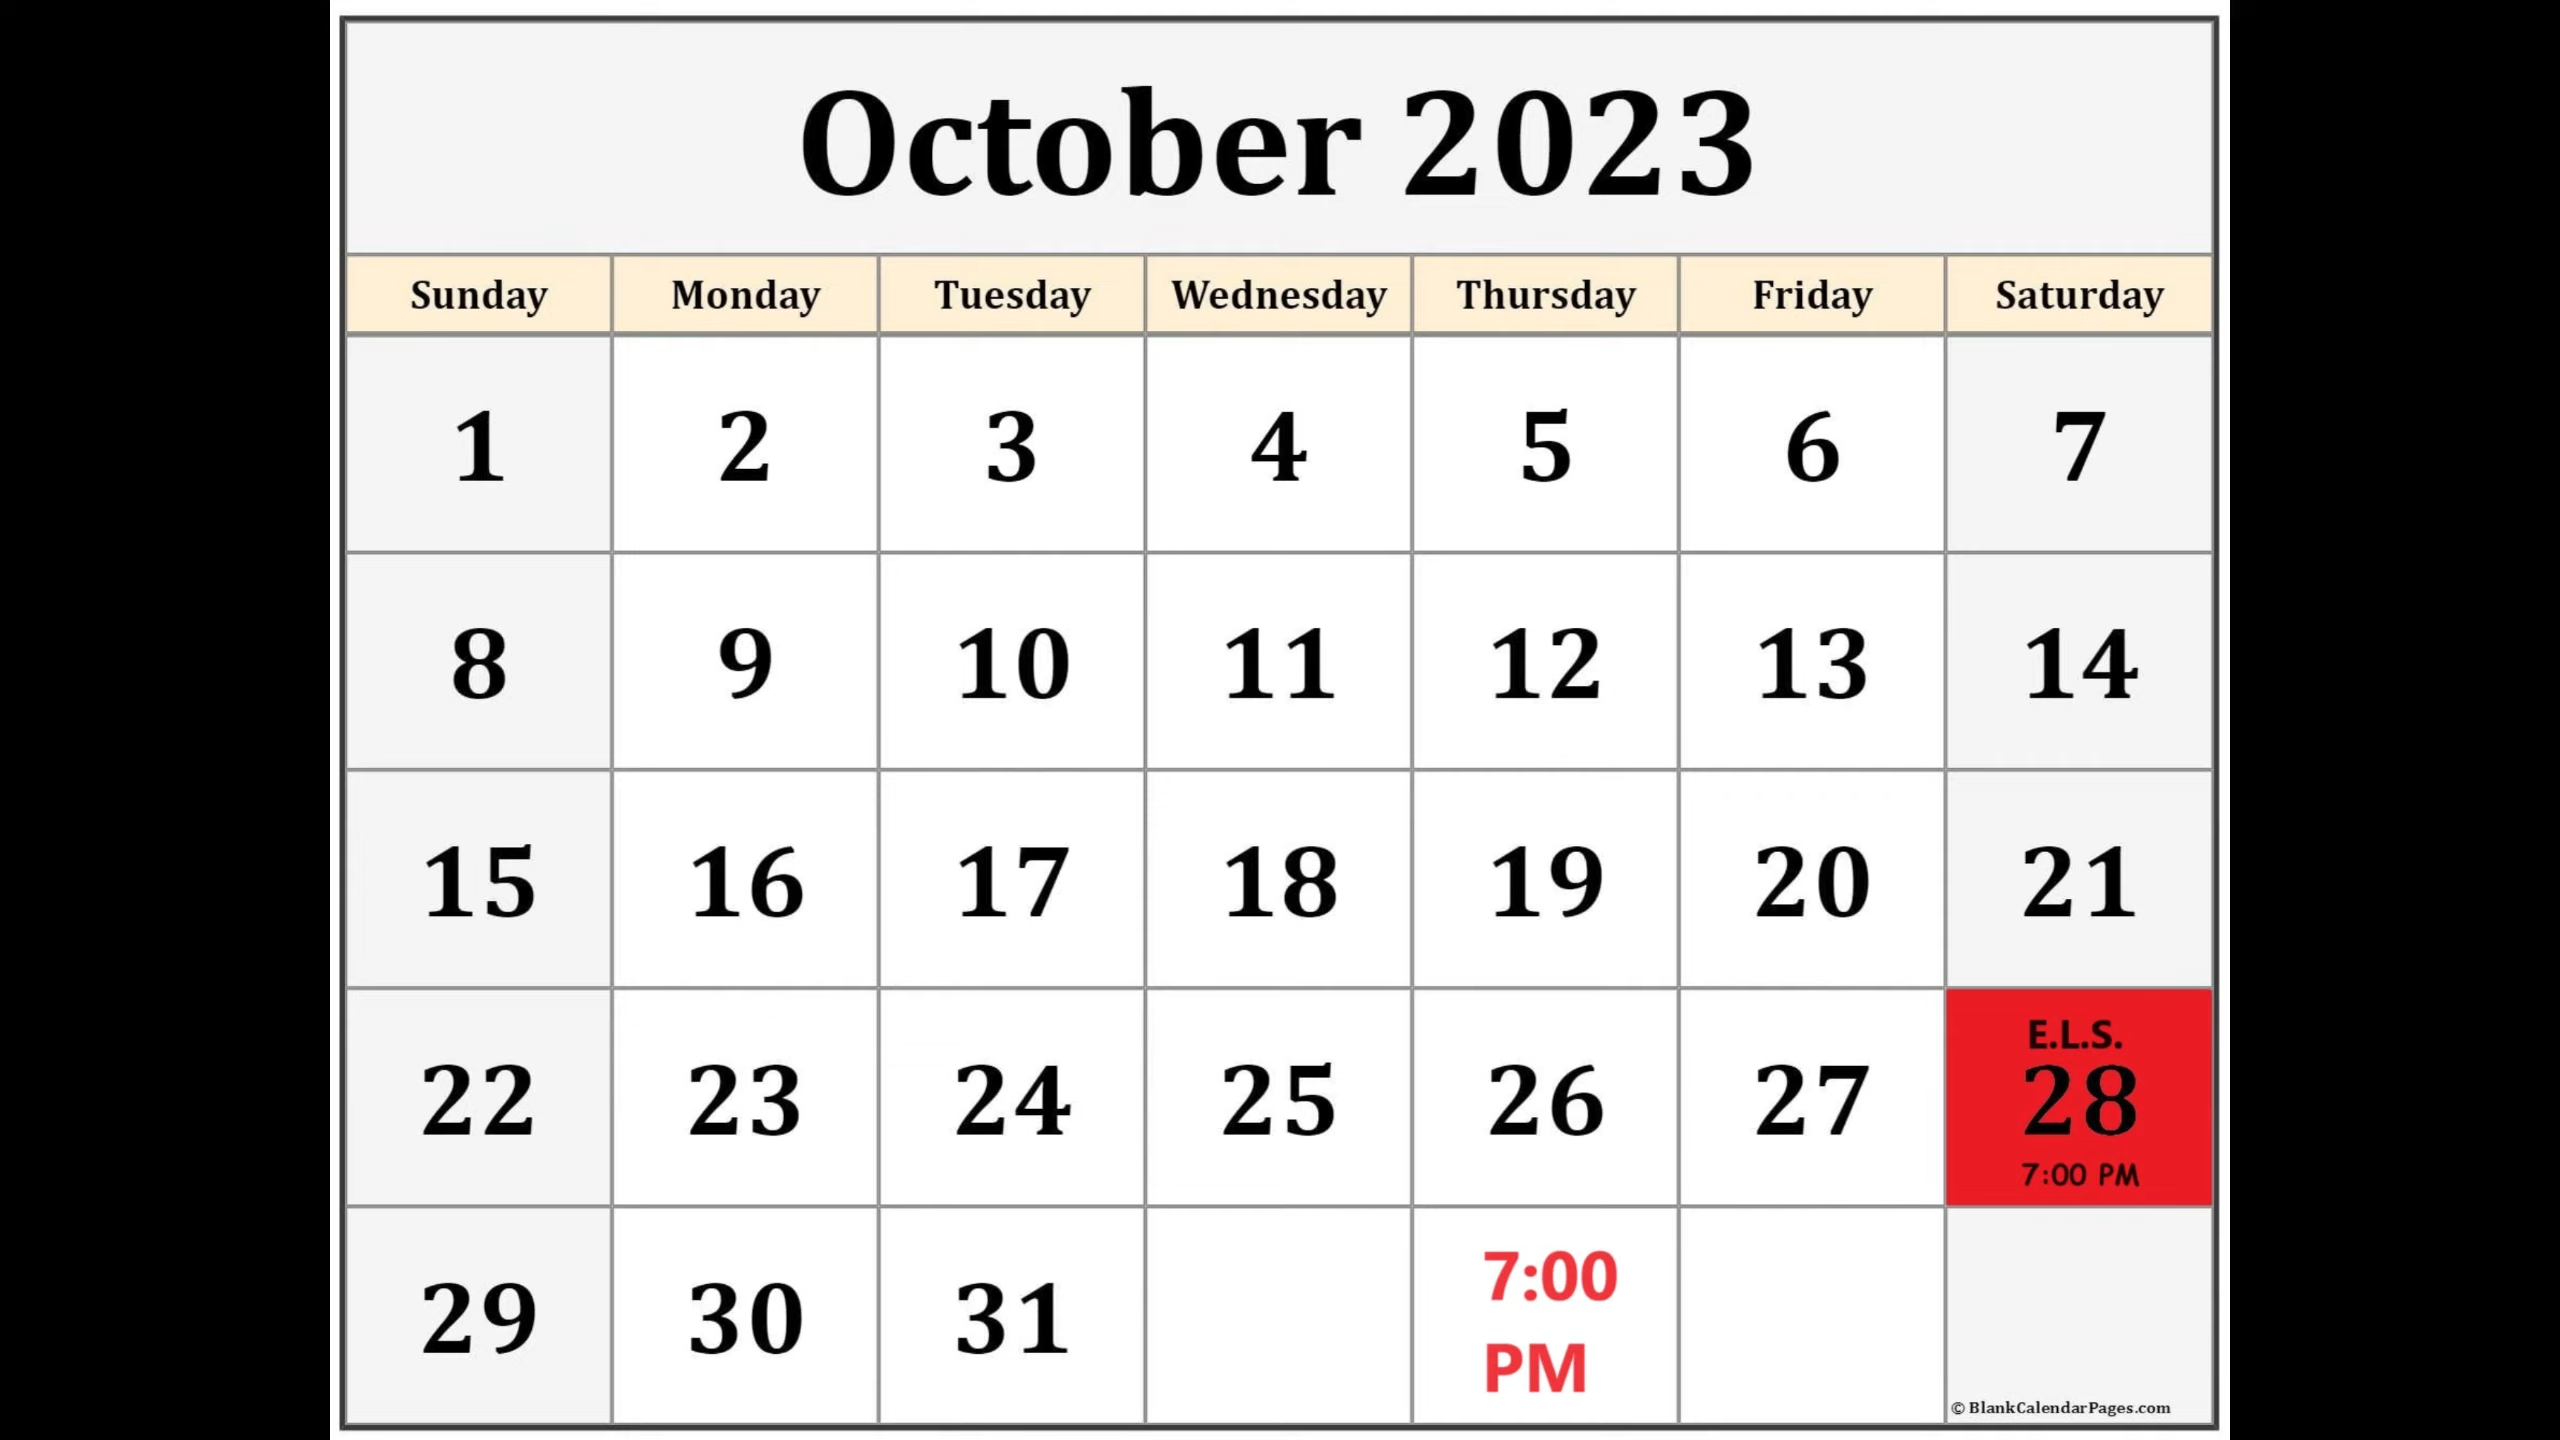 October 2023
Sunday Monday Tuesday Wednesday Thursday Friday Saturday
1 2 3 4 5 6 7
8 9 10 11 12 13 14
15 16 17 18 19 20 21
E.L.S.
22 23 24 25 26 27 28
7:00 PM
7:00
29 30 31
PM
© BlankCalendarPages.com